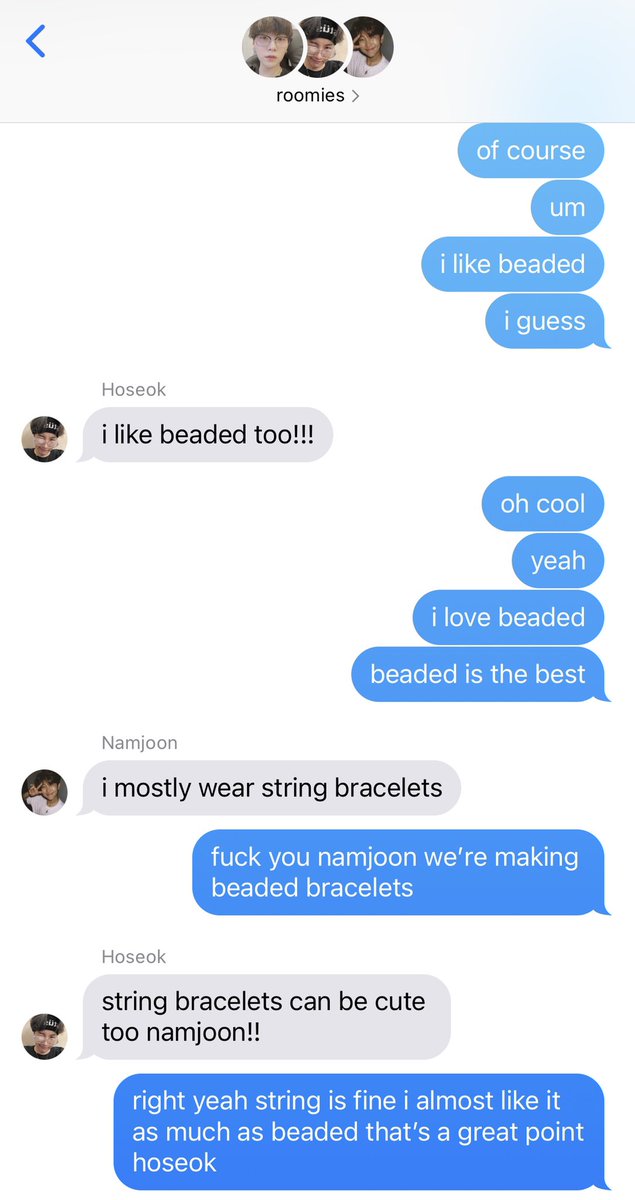 roomies
of course
um
i like beaded
i guess
Hoseok
i like beaded too!!!
oh cool
yeah
i love beaded
beaded is the best
Namjoon
i mostly wear string bracelets
fuck you namjoon we’re making
beaded bracelets
Hoseok
string bracelets can be cute
too namjoon!!
right yeah string is fine i almost like it
as much as beaded that’s a great point
hoseok